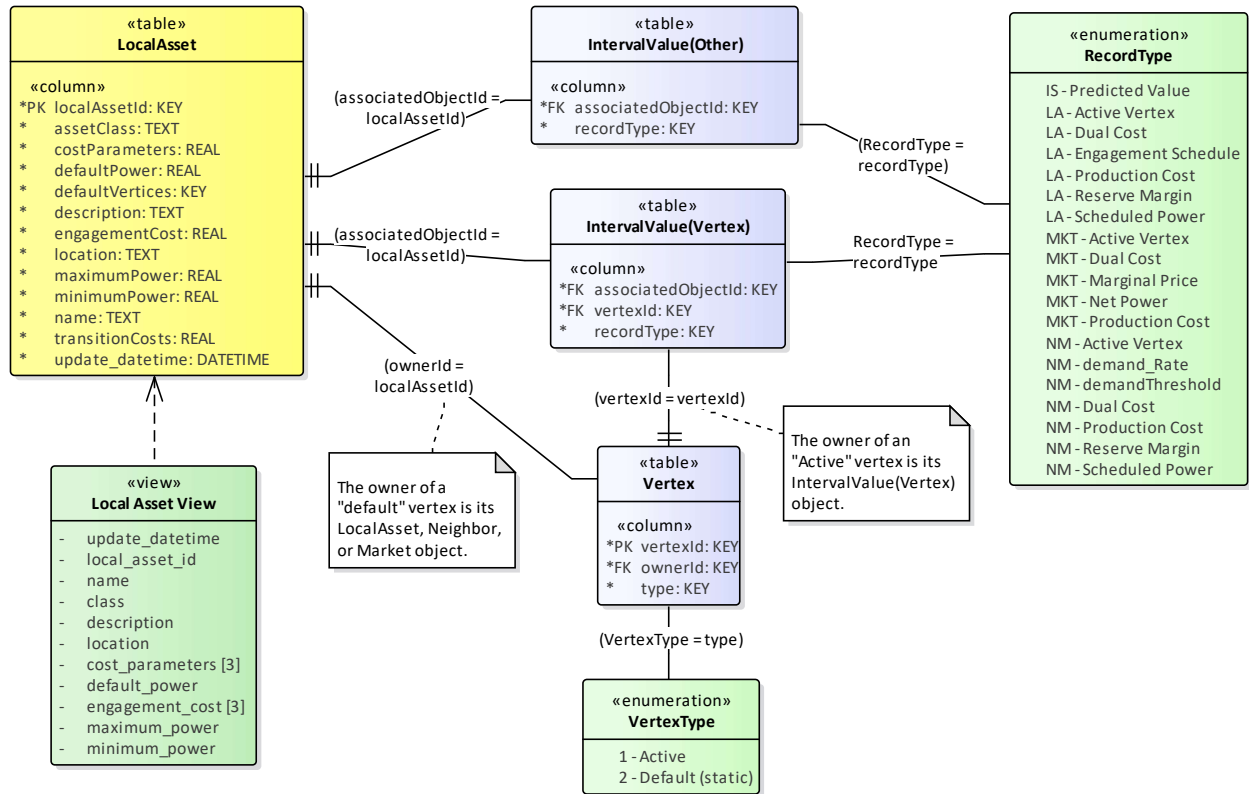 «table»
LocalAsset
«column»
*PK localAssetId: KEY
* assetClass: TEXT
* costParameters: REAL
* defaultPower: REAL
* defaultVertices: KEY
* description: TEXT
* engagementCost: REAL
* location: TEXT
* maximumPower: REAL
* minimumPower: REAL
* name: TEXT
* transitionCosts: REAL
* update_datetime: DATETIME
(associatedObjectId =
localAssetId)
«table»
IntervalValue(Other)
«column»
*FK associatedObjectId: KEY
* recordType: KEY
(RecordType =
recordType)
«enumeration»
RecordType
IS - Predicted Value
LA - Active Vertex
LA - Dual Cost
LA - Engagement Schedule
LA - Production Cost
LA - Reserve Margin
LA - Scheduled Power
MKT - Active Vertex
MKT - Dual Cost
MKT - Marginal Price
MKT - Net Power
MKT - Production Cost
NM - Active Vertex
NM - demand_Rate
NM - demandThreshold
NM - Dual Cost
NM - Production Cost
NM - Reserve Margin
NM - Scheduled Power
(associatedObjectId =
localAssetId)
«table»
IntervalValue(Vertex)
«column»
*FK associatedObjectId: KEY
*FK vertexId: KEY
* recordType: KEY
RecordType =
recordType
(ownerId =
localAssetId)
(vertexId = vertexId)
The owner of a
"default" vertex is its
LocalAsset, Neighbor,
or Market object.
The owner of an
"Active" vertex is its
IntervalValue(Vertex)
object.
«table»
Vertex
«column»
*PK vertexId: KEY
*FK ownerId: KEY
* type: KEY
(VertexType = type)
«enumeration»
VertexType
1 - Active
2 - Default (static)
«view»
Local Asset View
- update_datetime
- local_asset_id
- name
- class
- description
- location
- cost_parameters [3]
- default_power
- engagement_cost [3]
- maximum_power
- minimum_power